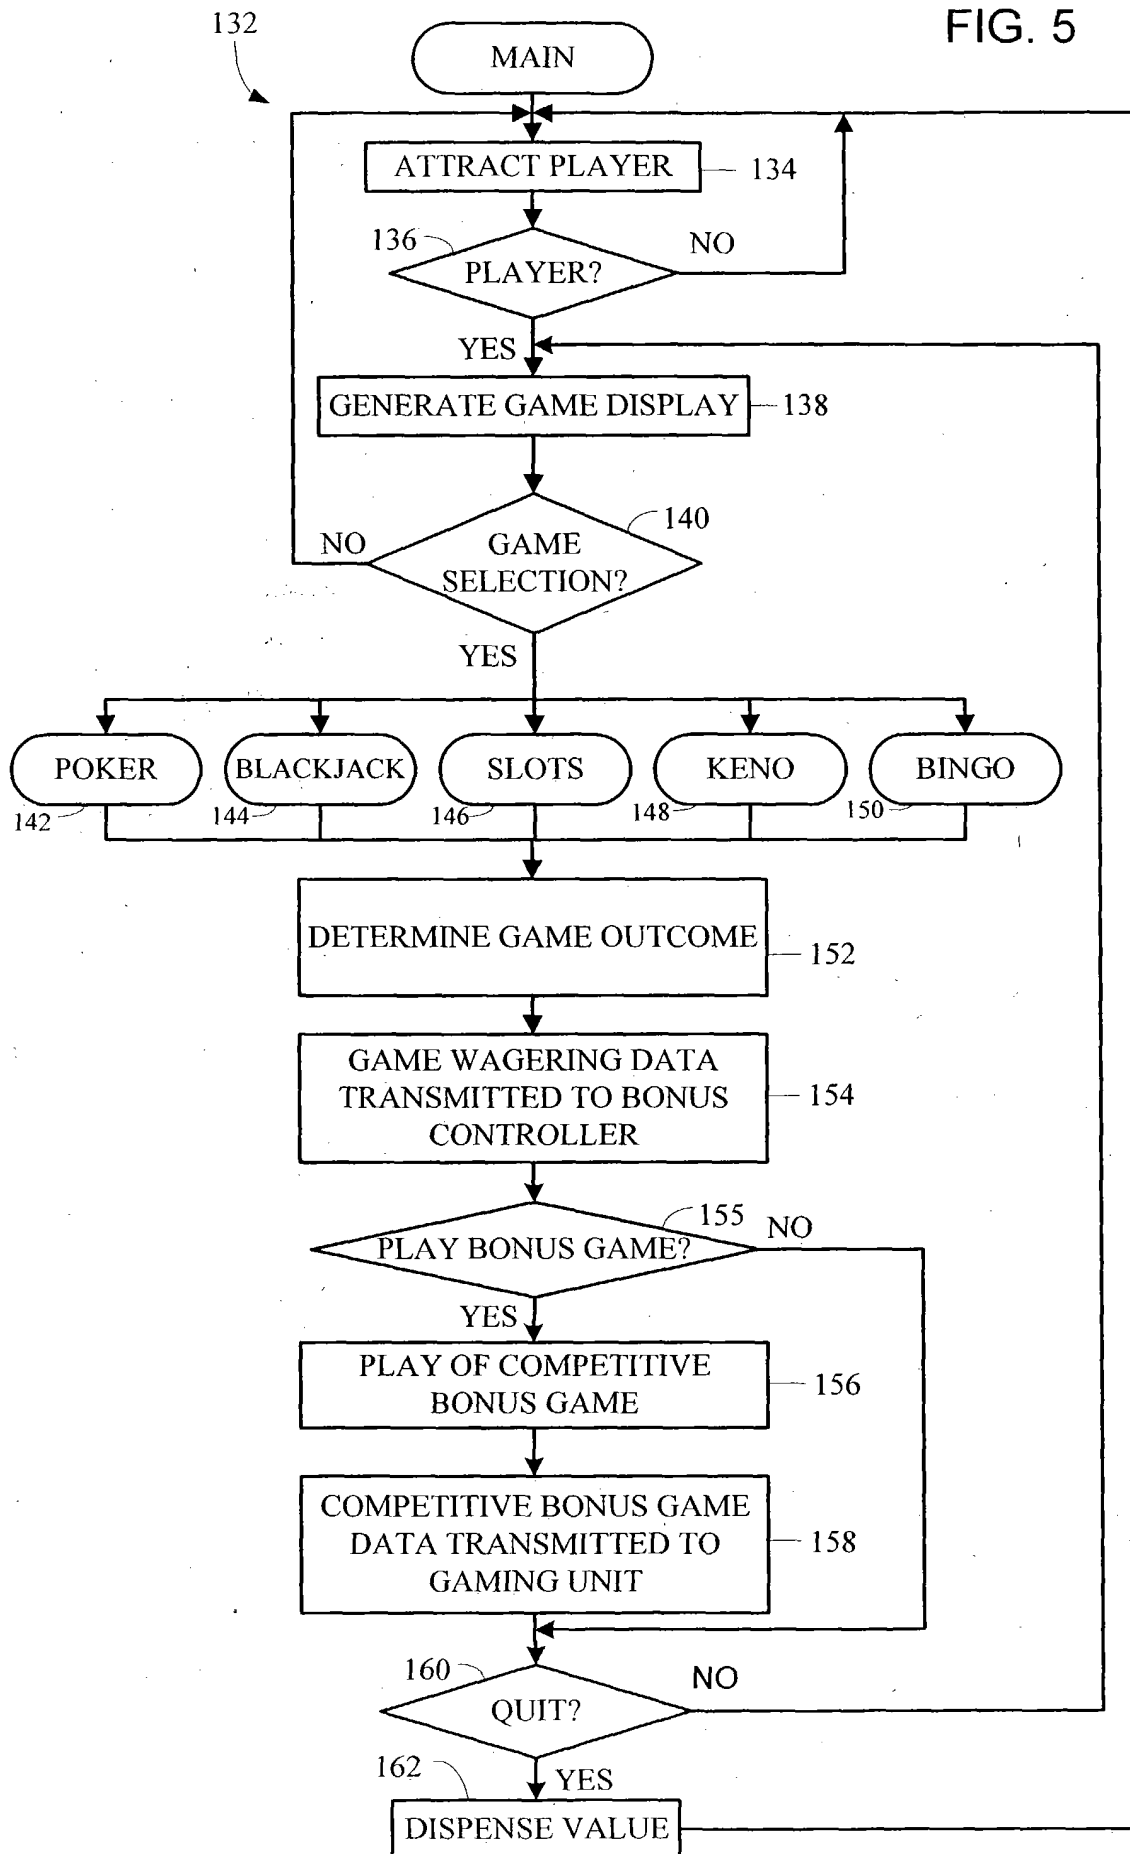 FIG. 5
132
MAIN
ATTRACT PLAYER
134
136
PLAYER?
NO
YES
GENERATE GAME DISPLAY
138
140
GAME
SELECTION?
NO
YES
POKER
BLACKJACK
SLOTS
KENO
BINGO
142
144
146
148
150
DETERMINE GAME OUTCOME
152
GAME WAGERING DATA
TRANSMITTED TO BONUS
CONTROLLER
154
155
PLAY BONUS GAME?
NO
YES
PLAY OF COMPETITIVE
BONUS GAME
156
COMPETITIVE BONUS GAME
DATA TRANSMITTED TO
GAMING UNIT
158
160
QUIT?
NO
YES
162
DISPENSE VALUE